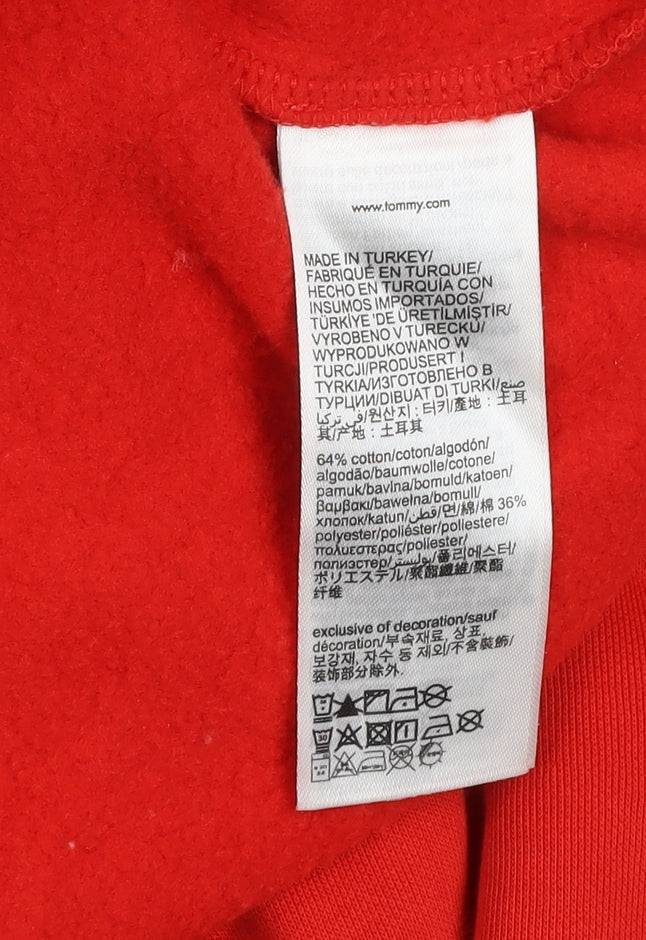 www.tommy.com
MADE IN TURKEY/
FABRIQUÉ EN TURQUIE/
HECHO EN TURQUÍA CON
INSUMOS IMPORTADOS/
TÜRKİYE'DE ÜRETİLMİŞTİR/
VYROBENO V TURECKU/
WYPRODUKOWANO W
TURCJI/PRODUSERT I
TYRKIA/ИЗГОТОВЛЕНО В
ТУРЦИИ/DIBUAT DI TURKI/صنع
في تركيا/원산지 : 터키/產地 : 土耳
其/产地 : 土耳其
64% cotton/coton/algodón/
algodão/baumwolle/cotone/
pamuk/bavlna/bomuld/katoen/
βαμβακι/bawełna/bomull/
хлопок/katun/قطن/면/綿/棉 36%
polyester/poliéster/poliestere/
πολυεστερας/poliester/
полиэстер/بوليستر/폴리에스터/
ポリエステル/聚酯纖維/聚酯
纤维
exclusive of decoration/sauf
décoration/부속재료, 상표,
보강재, 자수 등 제외/不含裝飾/
装饰部分除外.
30